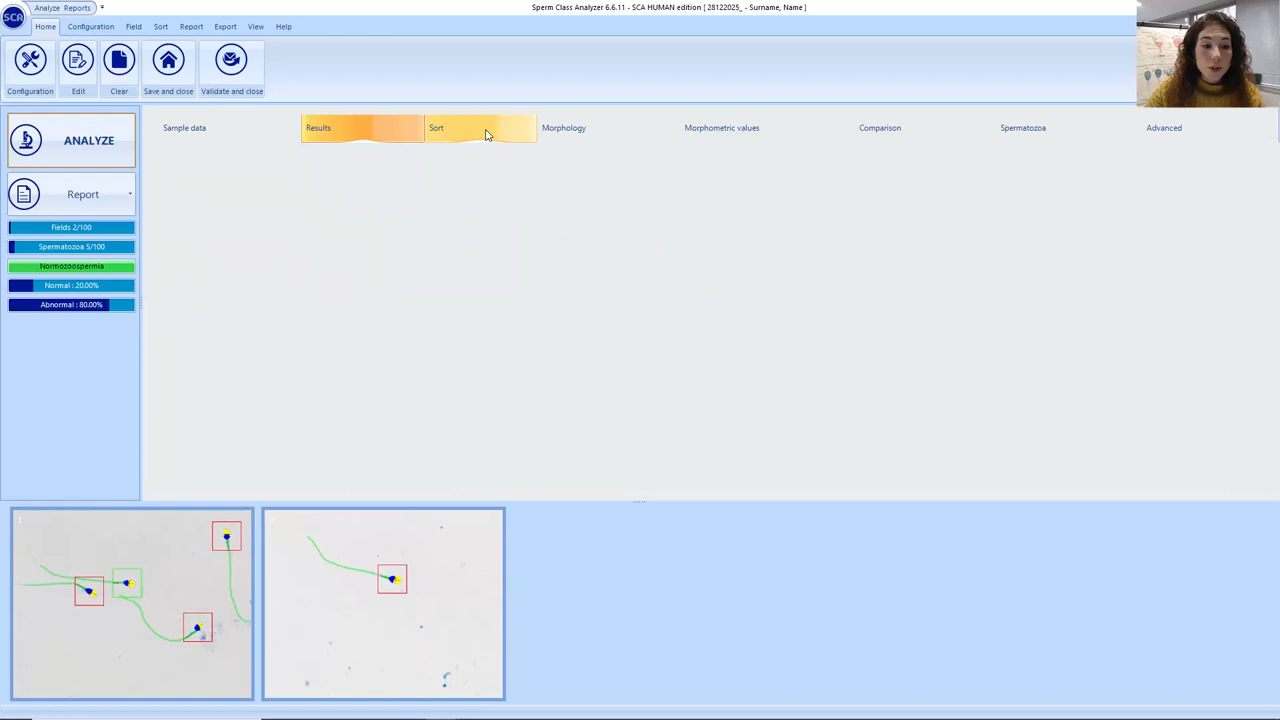 Analyze Reports
Sperm Class Analyzer 6.6.11 - SCA HUMAN edition [ 28122025_ - Surname, Name ]
SCA
Home Configuration Field Sort Report Export View Help
Configuration Edit Clear Save and close Validate and close
Sample data Results Sort Morphology Morphometric values Comparison Spermatozoa Advanced
ANALYZE
Report
Fields 2/100
Spermatozoa 5/100
Normozoospermia
Normal : 20.00%
Abnormal : 80.00%
1